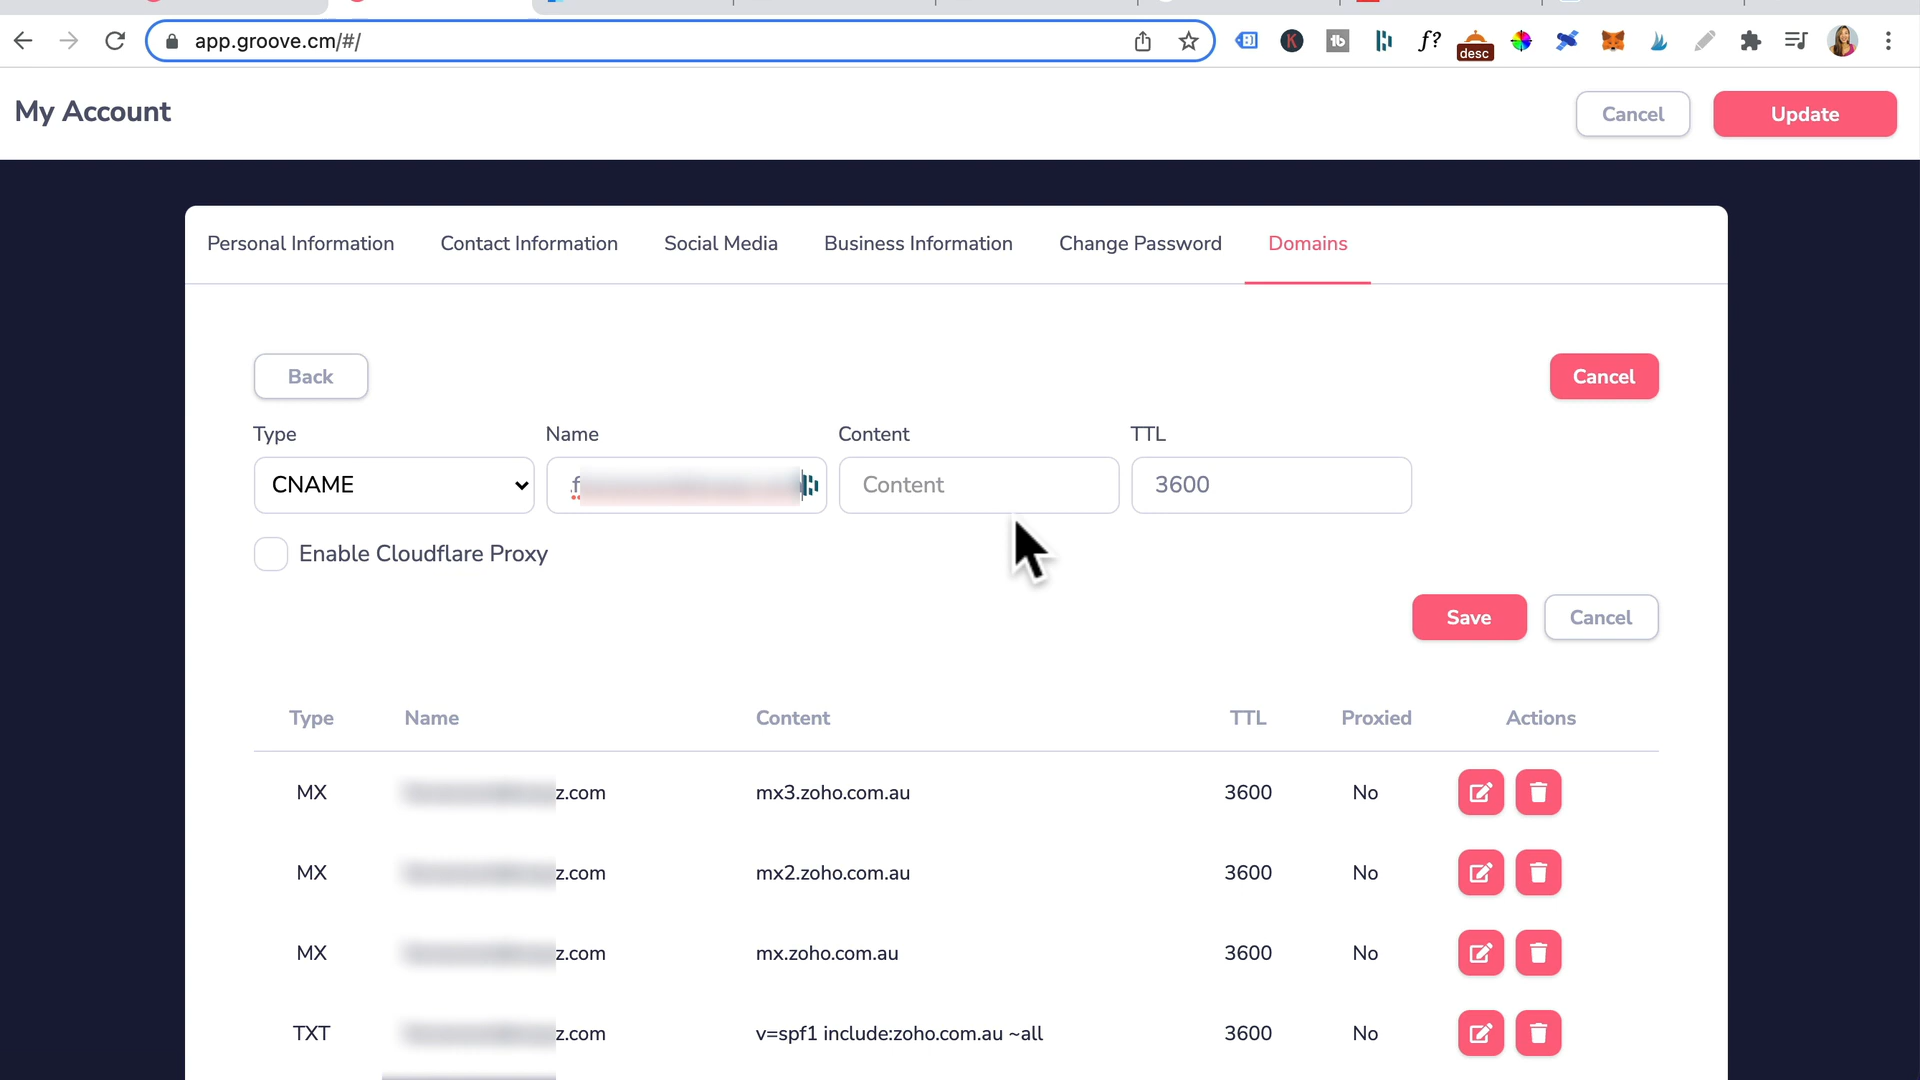 app.groove.cm/#/
desc
My Account
Cancel
Update
Personal Information Contact Information Social Media Business Information Change Password Domains
Back
Cancel
Type Name Content TTL
CNAME .f Content 3600
Enable Cloudflare Proxy
Save Cancel
Type Name Content TTL Proxied Actions
MX z.com mx3.zoho.com.au 3600 No
MX z.com mx2.zoho.com.au 3600 No
MX z.com mx.zoho.com.au 3600 No
TXT z.com v=spf1 include:zoho.com.au ~all 3600 No